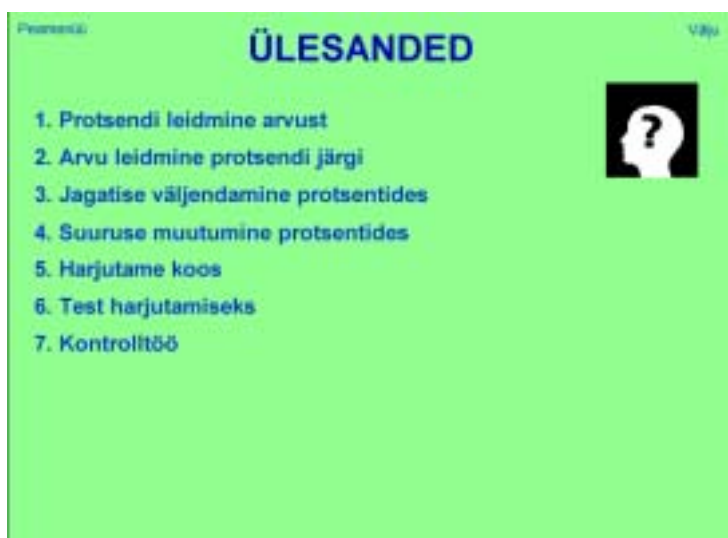 Peamenüü
Välju
ÜLESANDED
1. Protsendi leidmine arvust
2. Arvu leidmine protsendi järgi
3. Jagatise väljendamine protsentides
4. Suuruse muutumine protsentides
5. Harjutame koos
6. Test harjutamiseks
7. Kontrolltöö
?